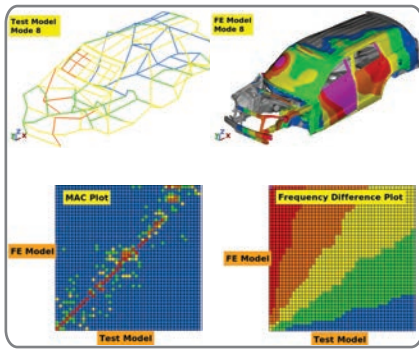 Test Model
Mode 8
FE Model
Mode 8
MAC Plot
FE Model
Test Model
Frequency Difference Plot
FE Model
Test Model